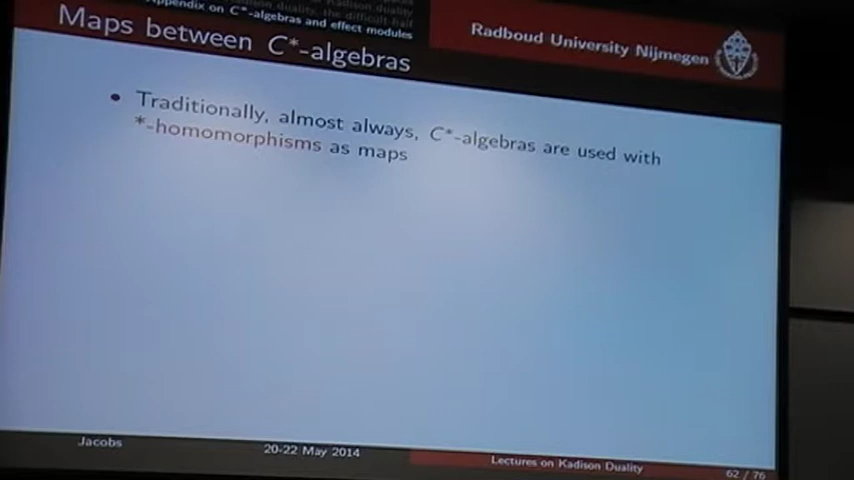 Appendix on C*-algebras and effect modules
Radboud University Nijmegen
Maps between C*-algebras
• Traditionally, almost always, C*-algebras are used with
*-homomorphisms as maps
Jacobs
20-22 May 2014
Lectures on Kadison Duality
62 / 76